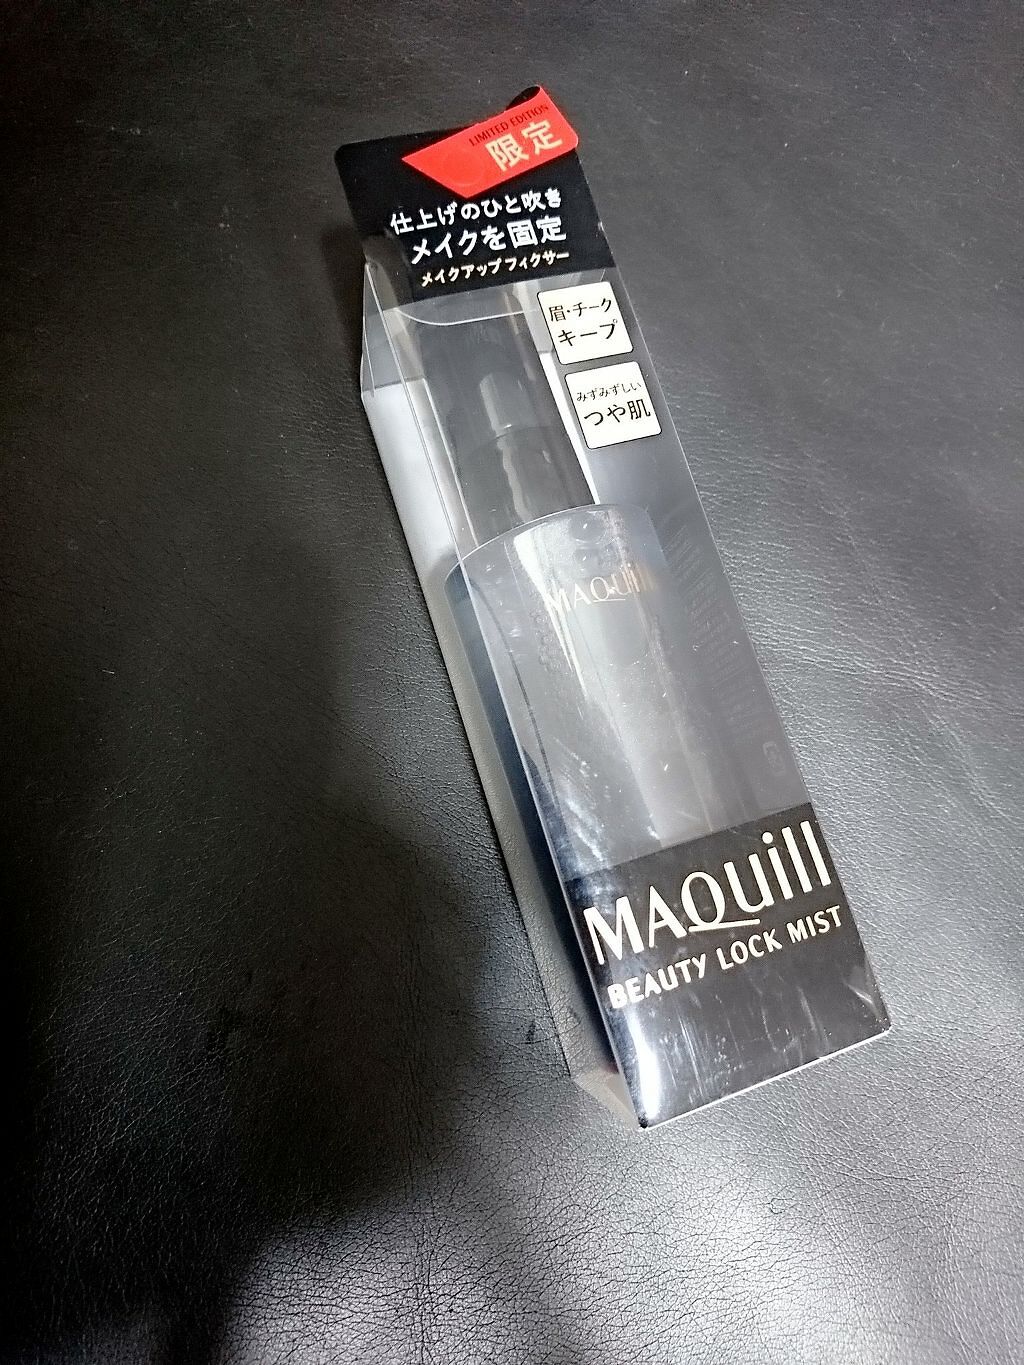 LIMITED EDITION
限定
仕上げのひと吹き
メイクを固定
メイクアップフィクサー
眉・チーク
キープ
みずみずしい
つや肌
MAQuill
MAQuill
BEAUTY LOCK MIST